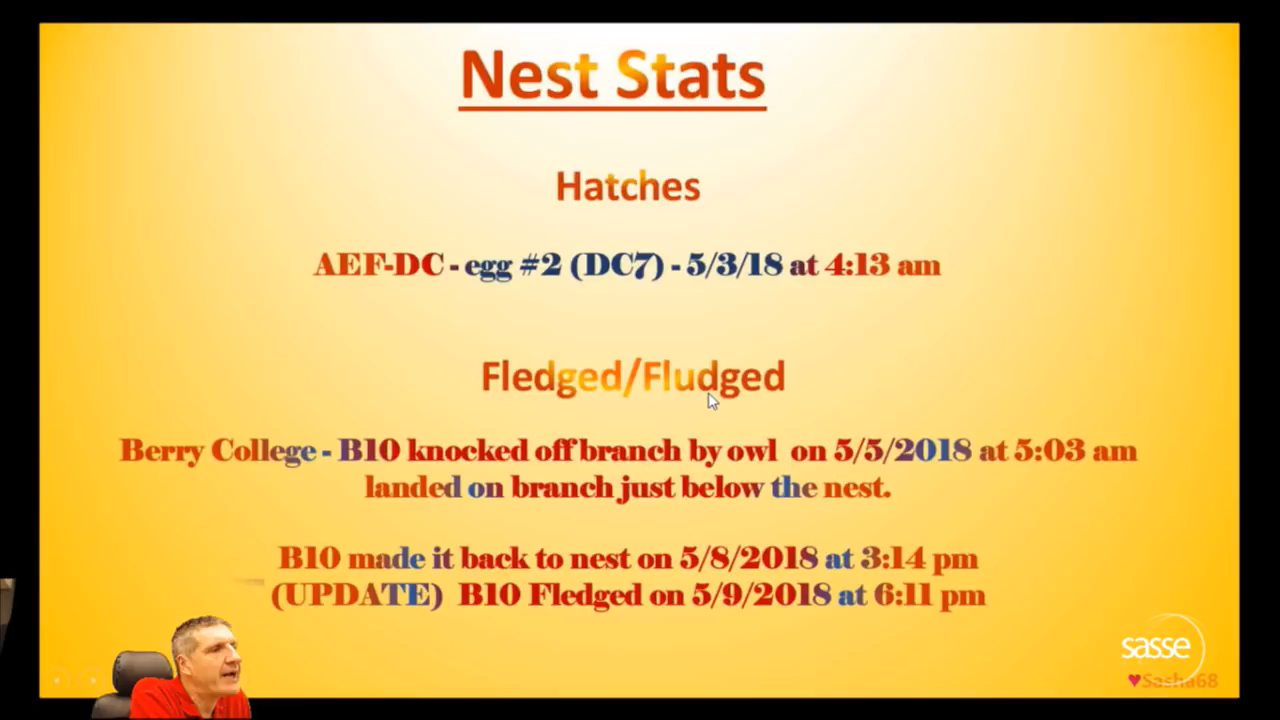 Nest Stats
Hatches
AEF-DC - egg #2 (DC7) - 5/3/18 at 4:13 am
Fledged/Fludged
Berry College - B10 knocked off branch by owl on 5/5/2018 at 5:03 am
landed on branch just below the nest.
B10 made it back to nest on 5/8/2018 at 3:14 pm
(UPDATE) B10 Fledged on 5/9/2018 at 6:11 pm
sasse
♥Sasha68